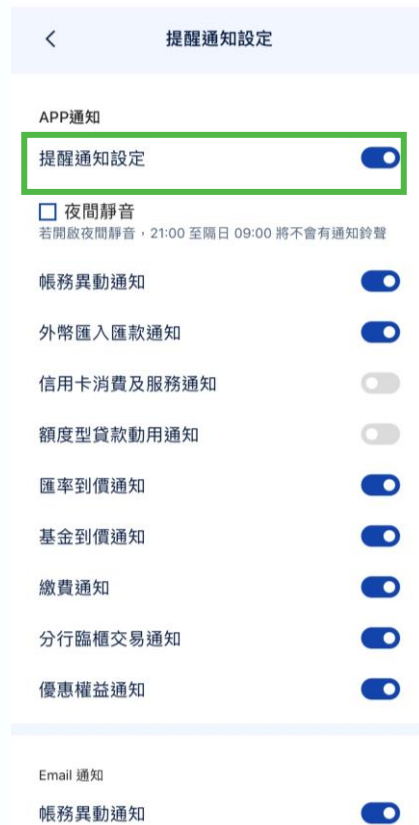 提醒通知設定
APP通知
提醒通知設定
夜間靜音
若開啟夜間靜音，21:00 至隔日 09:00 將不會有通知鈴聲
帳務異動通知
外幣匯入匯款通知
信用卡消費及服務通知
額度型貸款動用通知
匯率到價通知
基金到價通知
繳費通知
分行臨櫃交易通知
優惠權益通知
Email 通知
帳務異動通知